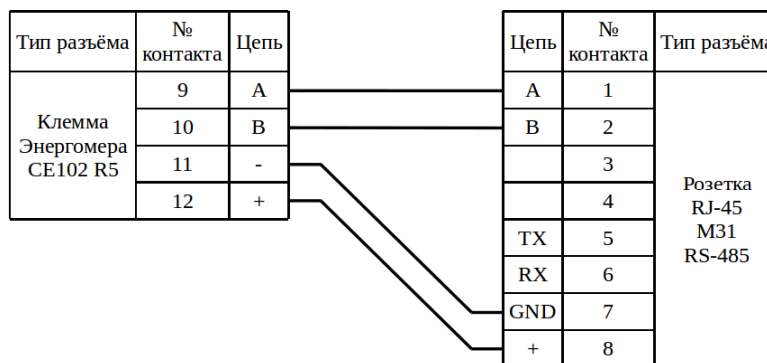 Тип разъёма № контакта Цепь
Клемма Энергомера CE102 R5
9 A
10 B
11 -
12 +
Цепь № контакта Тип разъёма
A 1
B 2
3
4
TX 5
RX 6
GND 7
+ 8
Розетка RJ-45 M31 RS-485